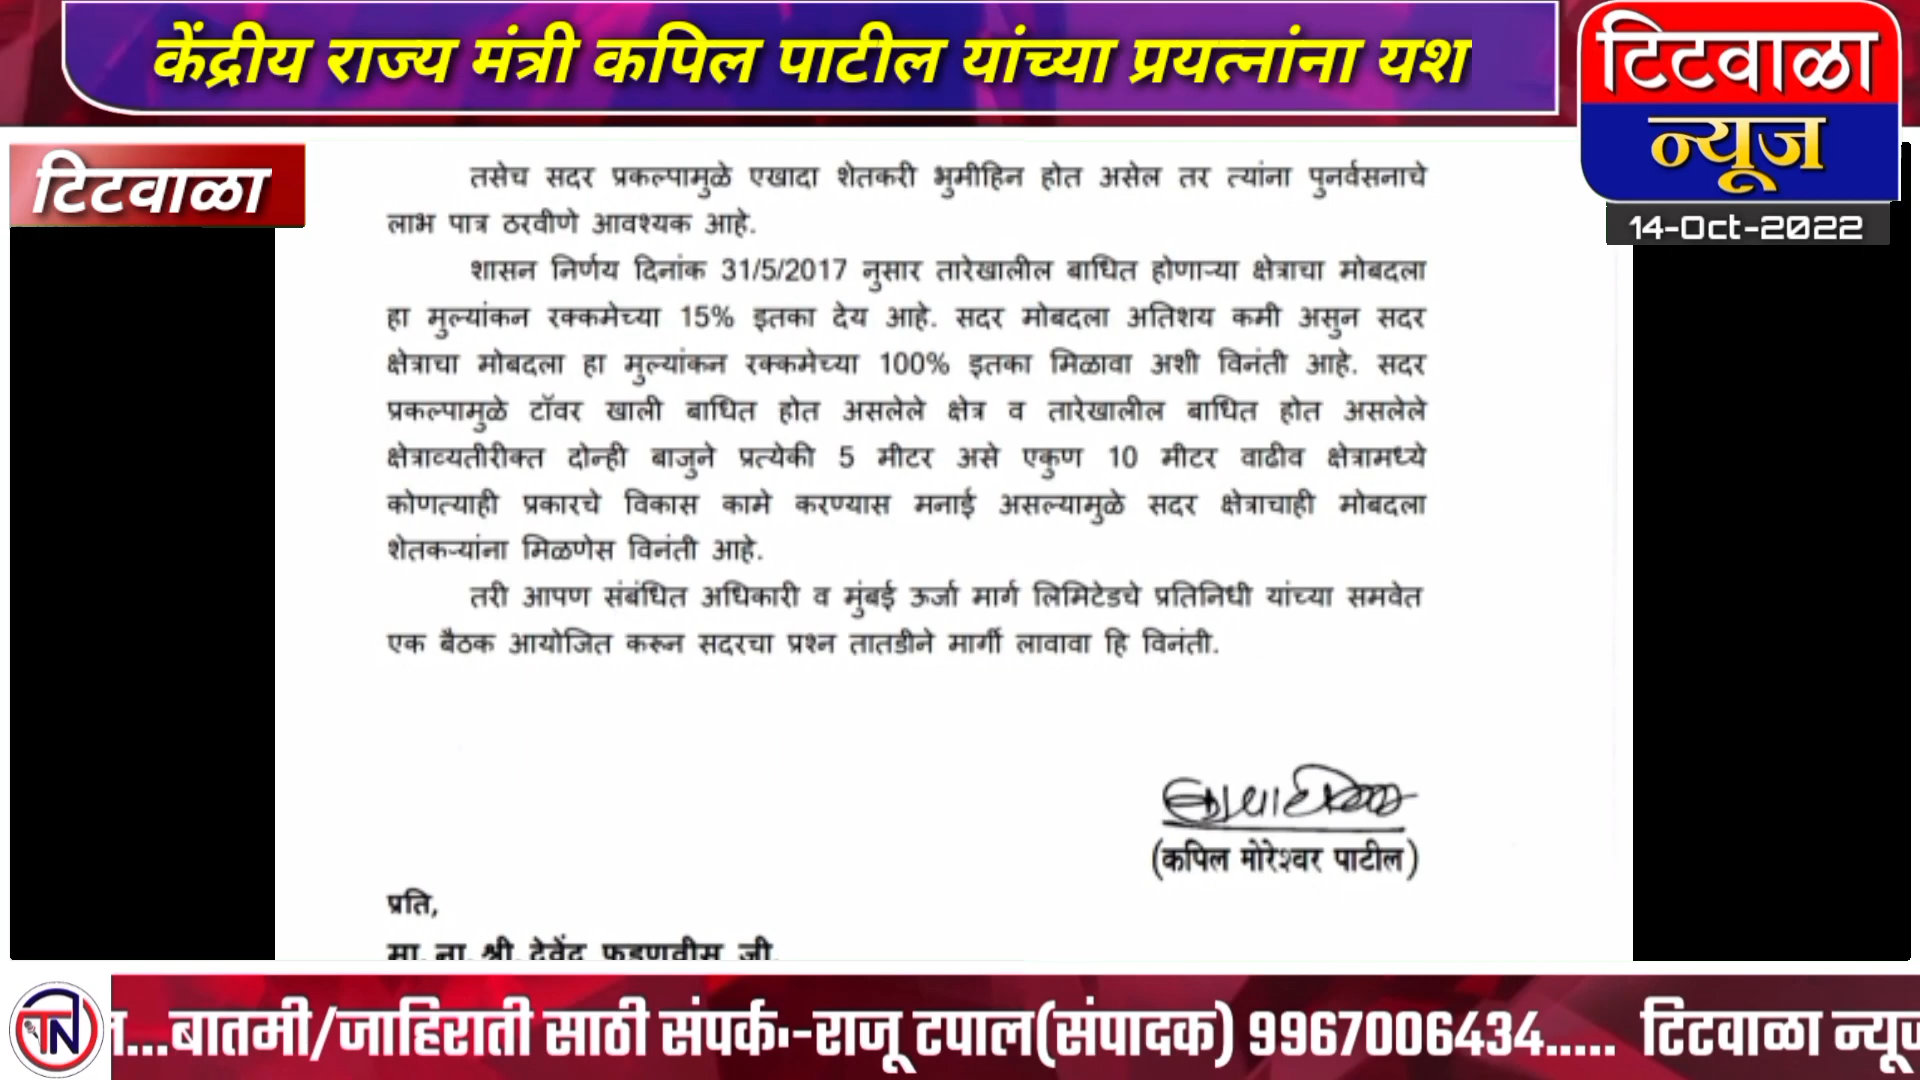 केंद्रीय राज्य मंत्री कपिल पाटील यांच्या प्रयत्नांना यश
टिटवाळा
न्यूज
14-Oct-2022
टिटवाळा
तसेच सदर प्रकल्पामुळे एखादा शेतकरी भुमीहिन होत असेल तर त्यांना पुनर्वसनाचे
लाभ पात्र ठरवीणे आवश्यक आहे.
शासन निर्णय दिनांक 31/5/2017 नुसार तारेखालील बाधित होणाऱ्या क्षेत्राचा मोबदला
हा मुल्यांकन रक्कमेच्या 15% इतका देय आहे. सदर मोबदला अतिशय कमी असुन सदर
क्षेत्राचा मोबदला हा मुल्यांकन रक्कमेच्या 100% इतका मिळावा अशी विनंती आहे. सदर
प्रकल्पामुळे टॉवर खाली बाधित होत असलेले क्षेत्र व तारेखालील बाधित होत असलेले
क्षेत्राव्यतीरीक्त दोन्ही बाजुने प्रत्येकी 5 मीटर असे एकुण 10 मीटर वाढीव क्षेत्रामध्ये
कोणत्याही प्रकारचे विकास कामे करण्यास मनाई असल्यामुळे सदर क्षेत्राचाही मोबदला
शेतकऱ्यांना मिळणेस विनंती आहे.
तरी आपण संबंधित अधिकारी व मुंबई ऊर्जा मार्ग लिमिटेडचे प्रतिनिधी यांच्या समवेत
एक बैठक आयोजित करून सदरचा प्रश्न तातडीने मार्गी लावावा हि विनंती.
(कपिल मोरेश्वर पाटील)
प्रति,
मा. ना. श्री. देवेंद्र फडणवीस जी.
TN
...बातमी/जाहिराती साठी संपर्क:-राजू टपाल(संपादक) 9967006434..... टिटवाळा न्यूज